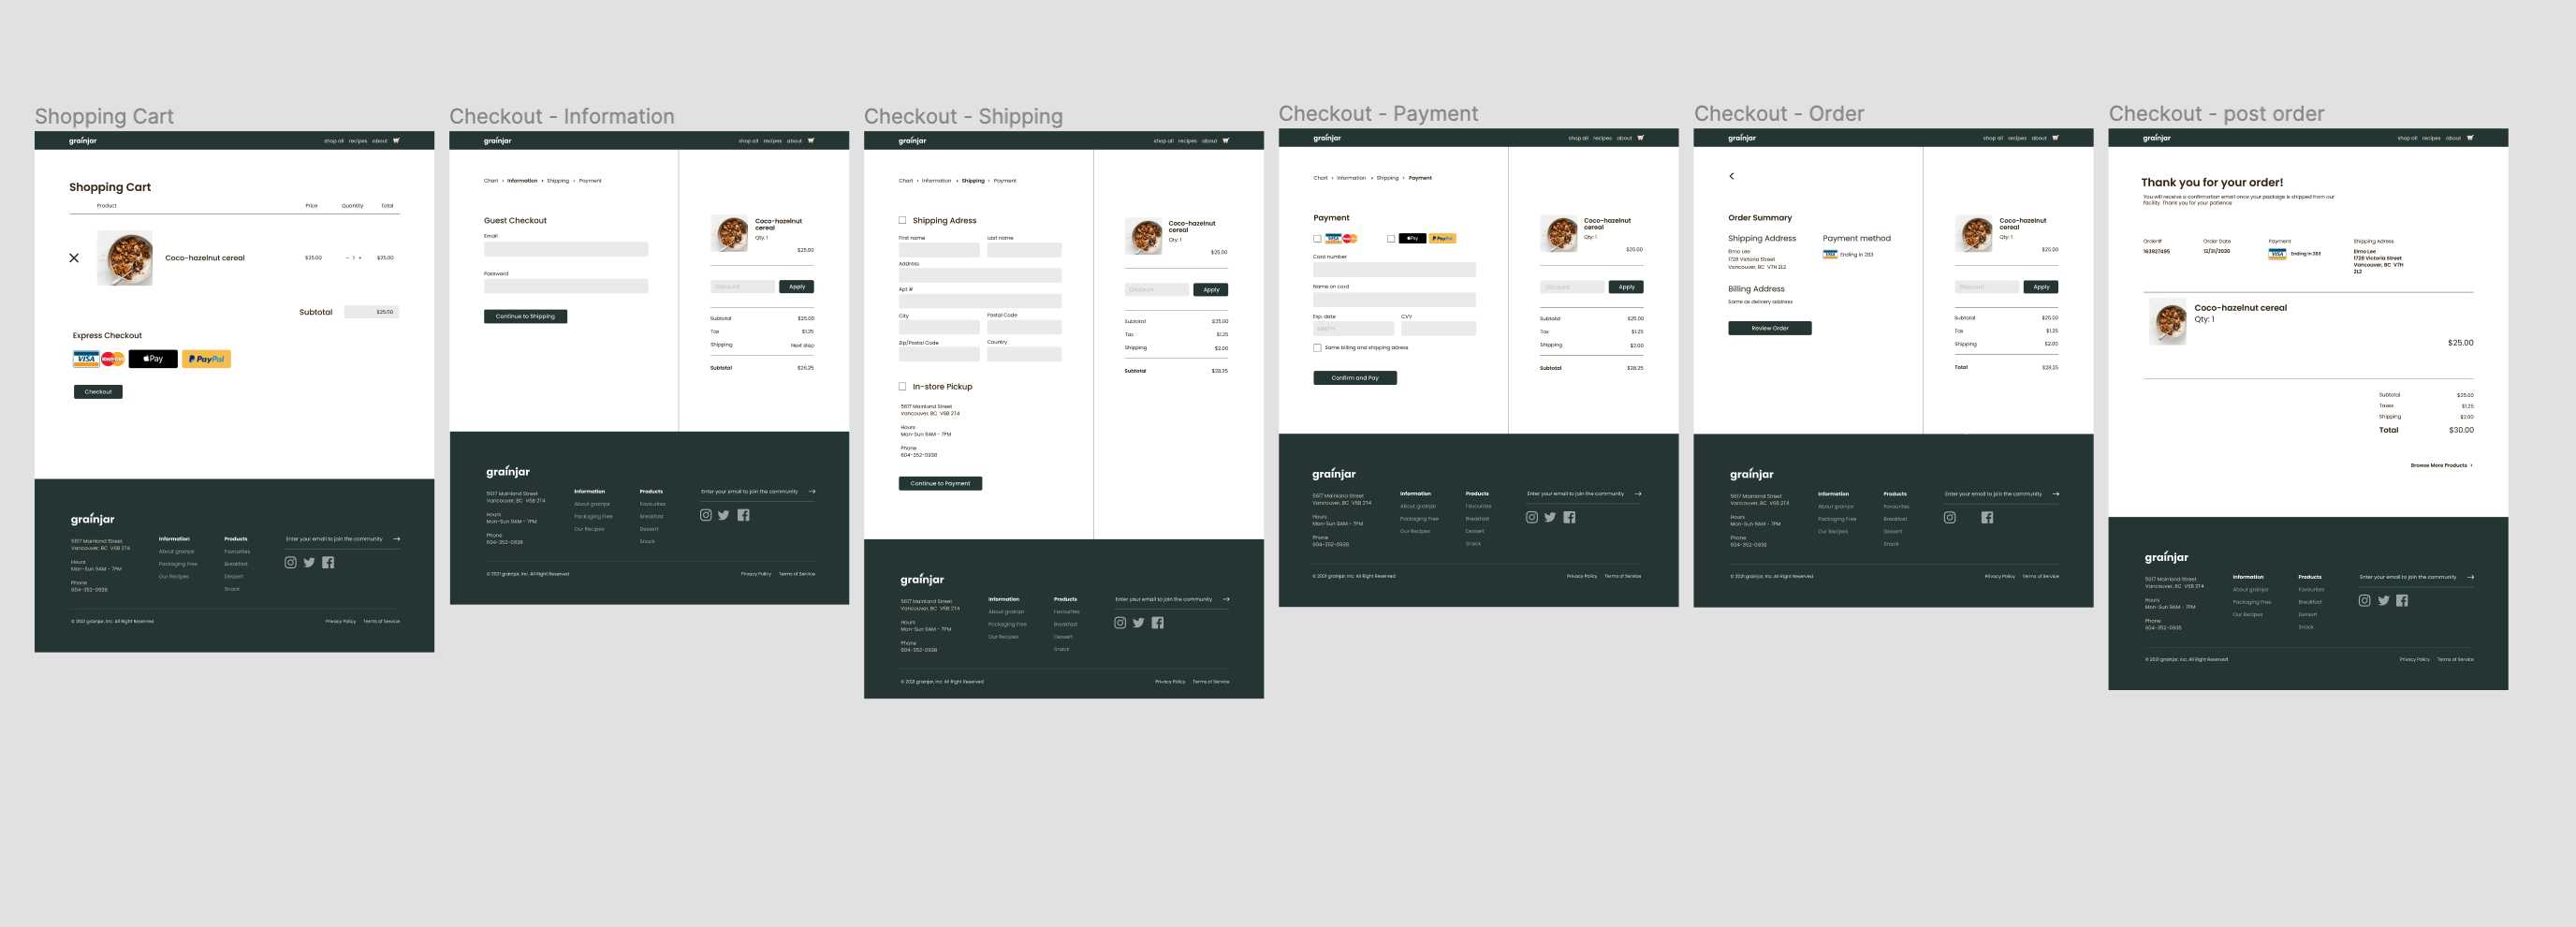 Shopping Cart
grainjar
shop all recipes about
Shopping Cart
Product Price Quantity Total
Coco-hazelnut cereal $25.00 - 1 + $25.00
Subtotal $25.00
Express Checkout
VISA MasterCard Pay PayPal
Checkout
grainjar
5617 Mainland Street
Vancouver, BC V6B 2T4
Hours
Mon-Sun 9AM - 7PM
Phone
604-352-0938
Information
About grainjar
Packaging Free
Our Recipes
Products
Favourites
Breakfast
Dessert
Snack
Enter your email to join the community
© 2021 grainjar, Inc. All Right Reserved
Privacy Policy Terms of Service
Checkout - Information
grainjar
shop all recipes about
Chart > Information > Shipping > Payment
Guest Checkout
Email
Password
Continue to Shipping
Coco-hazelnut
cereal
Qty: 1
$25.00
Discount Apply
Subtotal $25.00
Tax $1.25
Shipping Next step
Subtotal $26.25
grainjar
5617 Mainland Street
Vancouver, BC V6B 2T4
Hours
Mon-Sun 9AM - 7PM
Phone
604-352-0938
Information
About grainjar
Packaging Free
Our Recipes
Products
Favourites
Breakfast
Dessert
Snack
Enter your email to join the community
© 2021 grainjar, Inc. All Right Reserved
Privacy Policy Terms of Service
Checkout - Shipping
grainjar
shop all recipes about
Chart > Information > Shipping > Payment
Shipping Adress
First name Last name
Address
Apt #
City Postal Code
Zip/Postal Code Country
In-store Pickup
5617 Mainland Street
Vancouver, BC V6B 2T4
Hours
Mon-Sun 9AM - 7PM
Phone
604-352-0938
Continue to Payment
Coco-hazelnut
cereal
Qty: 1
$25.00
Discount Apply
Subtotal $25.00
Tax $1.25
Shipping $2.00
Subtotal $28.25
grainjar
5617 Mainland Street
Vancouver, BC V6B 2T4
Hours
Mon-Sun 9AM - 7PM
Phone
604-352-0938
Information
About grainjar
Packaging Free
Our Recipes
Products
Favourites
Breakfast
Dessert
Snack
Enter your email to join the community
© 2021 grainjar, Inc. All Right Reserved
Privacy Policy Terms of Service
Checkout - Payment
grainjar
shop all recipes about
Chart > Information > Shipping > Payment
Payment
VISA Pay PayPal
Card number
Name on card
Exp. date CVV
MM/YY
Same billing and shipping adress
Confirm and Pay
Coco-hazelnut
cereal
Qty: 1
$25.00
Discount Apply
Subtotal $25.00
Tax $1.25
Shipping $2.00
Subtotal $28.25
grainjar
5617 Mainland Street
Vancouver, BC V6B 2T4
Hours
Mon-Sun 9AM - 7PM
Phone
604-352-0938
Information
About grainjar
Packaging Free
Our Recipes
Products
Favourites
Breakfast
Dessert
Snack
Enter your email to join the community
© 2021 grainjar, Inc. All Right Reserved
Privacy Policy Terms of Service
Checkout - Order
grainjar
shop all recipes about
Order Summary
Shipping Address
Elmo Lee
1728 Victoria Street
Vancouver, BC V7H 2L2
Payment method
VISA Ending in 283
Billing Address
Same as delivery address
Review Order
Coco-hazelnut
cereal
Qty: 1
$25.00
Discount Apply
Subtotal $25.00
Tax $1.25
Shipping $2.00
Total $28.25
grainjar
5617 Mainland Street
Vancouver, BC V6B 2T4
Hours
Mon-Sun 9AM - 7PM
Phone
604-352-0938
Information
About grainjar
Packaging Free
Our Recipes
Products
Favourites
Breakfast
Dessert
Snack
Enter your email to join the community
© 2021 grainjar, Inc. All Right Reserved
Privacy Policy Terms of Service
Checkout - post order
grainjar
shop all recipes about
Thank you for your order!
You will receive a confirmation email once your package is shipped from our
facility. Thank you for your patience
Order# Order Date Payment Shipping Adress
163927495 12/21/2020 VISA Ending in 283
Elmo Lee
1728 Victoria Street
Vancouver, BC V7H
2L2
Coco-hazelnut cereal
Qty: 1
$25.00
Subtotal $25.00
Taxes $1.25
Shipping $2.00
Total $30.00
Browse More Products >
grainjar
5617 Mainland Street
Vancouver, BC V6B 2T4
Hours
Mon-Sun 9AM - 7PM
Phone
604-352-0938
Information
About grainjar
Packaging Free
Our Recipes
Products
Favourites
Breakfast
Dessert
Snack
Enter your email to join the community
© 2021 grainjar, Inc. All Right Reserved
Privacy Policy Terms of Service